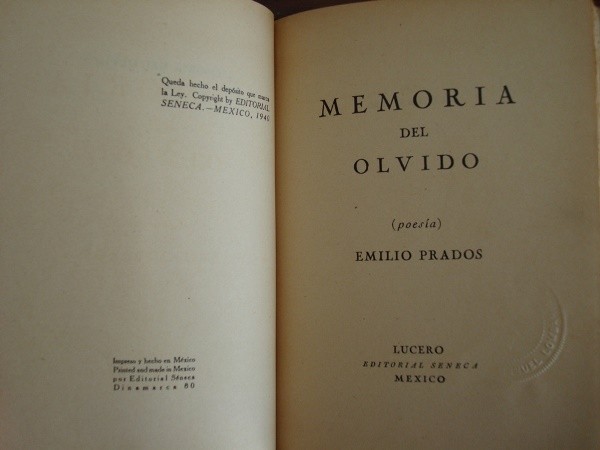 Queda hecho el depósito que marca
la Ley. Copyright by EDITORIAL
SENECA.—MEXICO, 1940
Impreso y hecho en México
Printed and made in Mexico
por Editorial Séneca
Dinamarca 80
MEMORIA
DEL
OLVIDO
(poesía)
EMILIO PRADOS
LUCERO
EDITORIAL SENECA
MEXICO